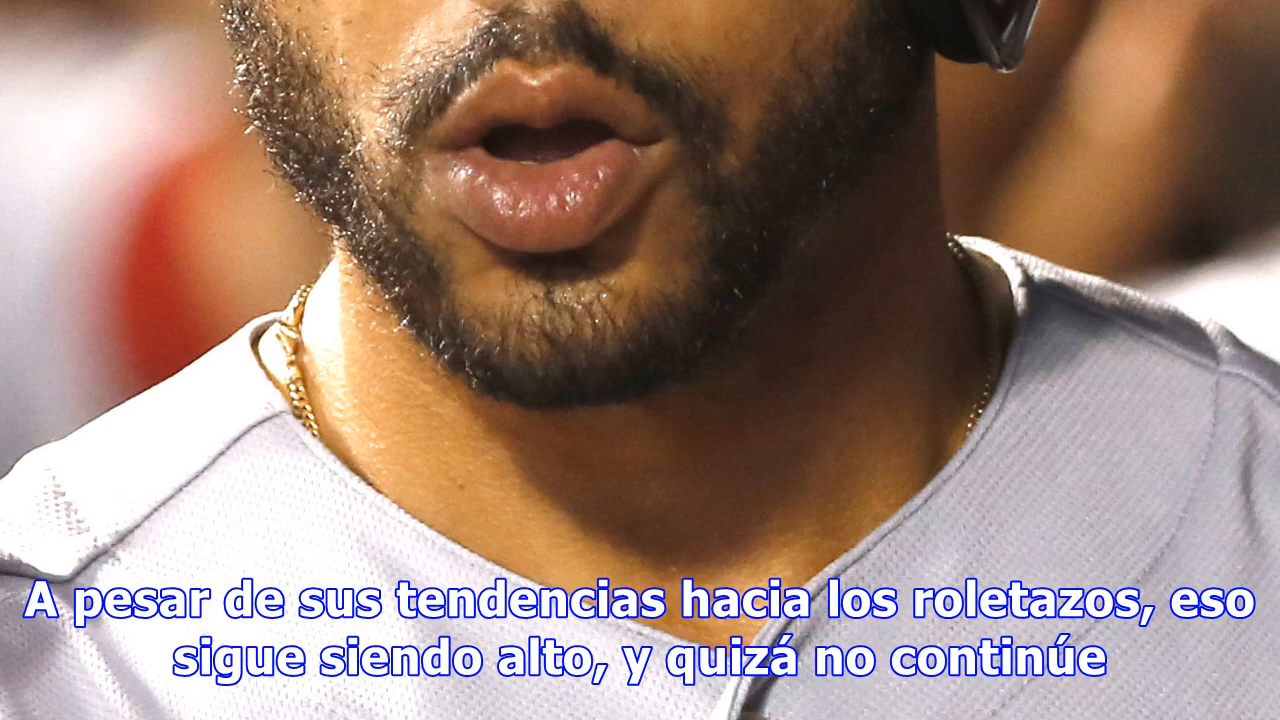 A pesar de sus tendencias hacia los roletazos, eso
sigue siendo alto, y quizá no continúe